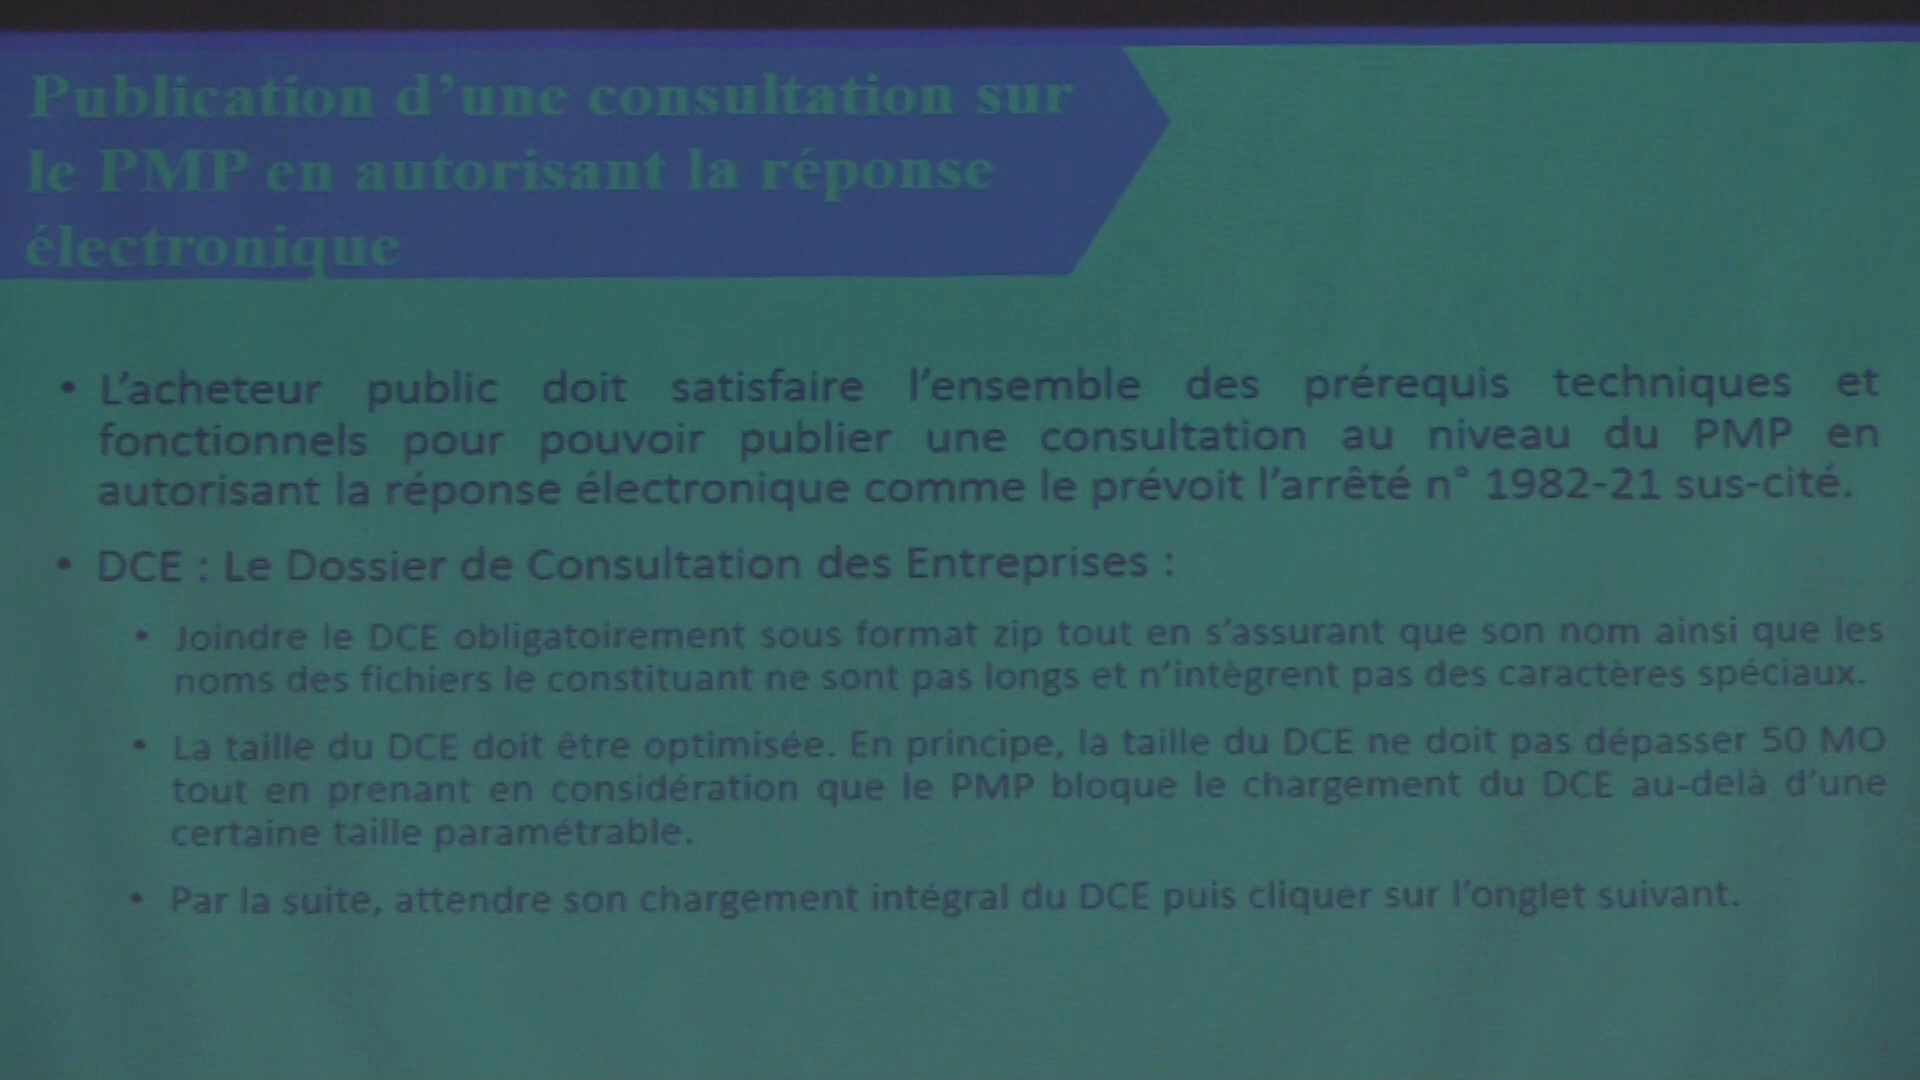 Publication d'une consultation sur
le PMP en autorisant la réponse
électronique
• L'acheteur public doit satisfaire l'ensemble des prérequis techniques et
fonctionnels pour pouvoir publier une consultation au niveau du PMP en
autorisant la réponse électronique comme le prévoit l'arrêté n° 1982-21 sus-cité.
• DCE : Le Dossier de Consultation des Entreprises :
• Joindre le DCE obligatoirement sous format zip tout en s'assurant que son nom ainsi que les
noms des fichiers le constituant ne sont pas longs et n'intègrent pas des caractères spéciaux.
• La taille du DCE doit être optimisée. En principe, la taille du DCE ne doit pas dépasser 50 MO
tout en prenant en considération que le PMP bloque le chargement du DCE au-delà d'une
certaine taille paramétrable.
• Par la suite, attendre son chargement intégral du DCE puis cliquer sur l'onglet suivant.